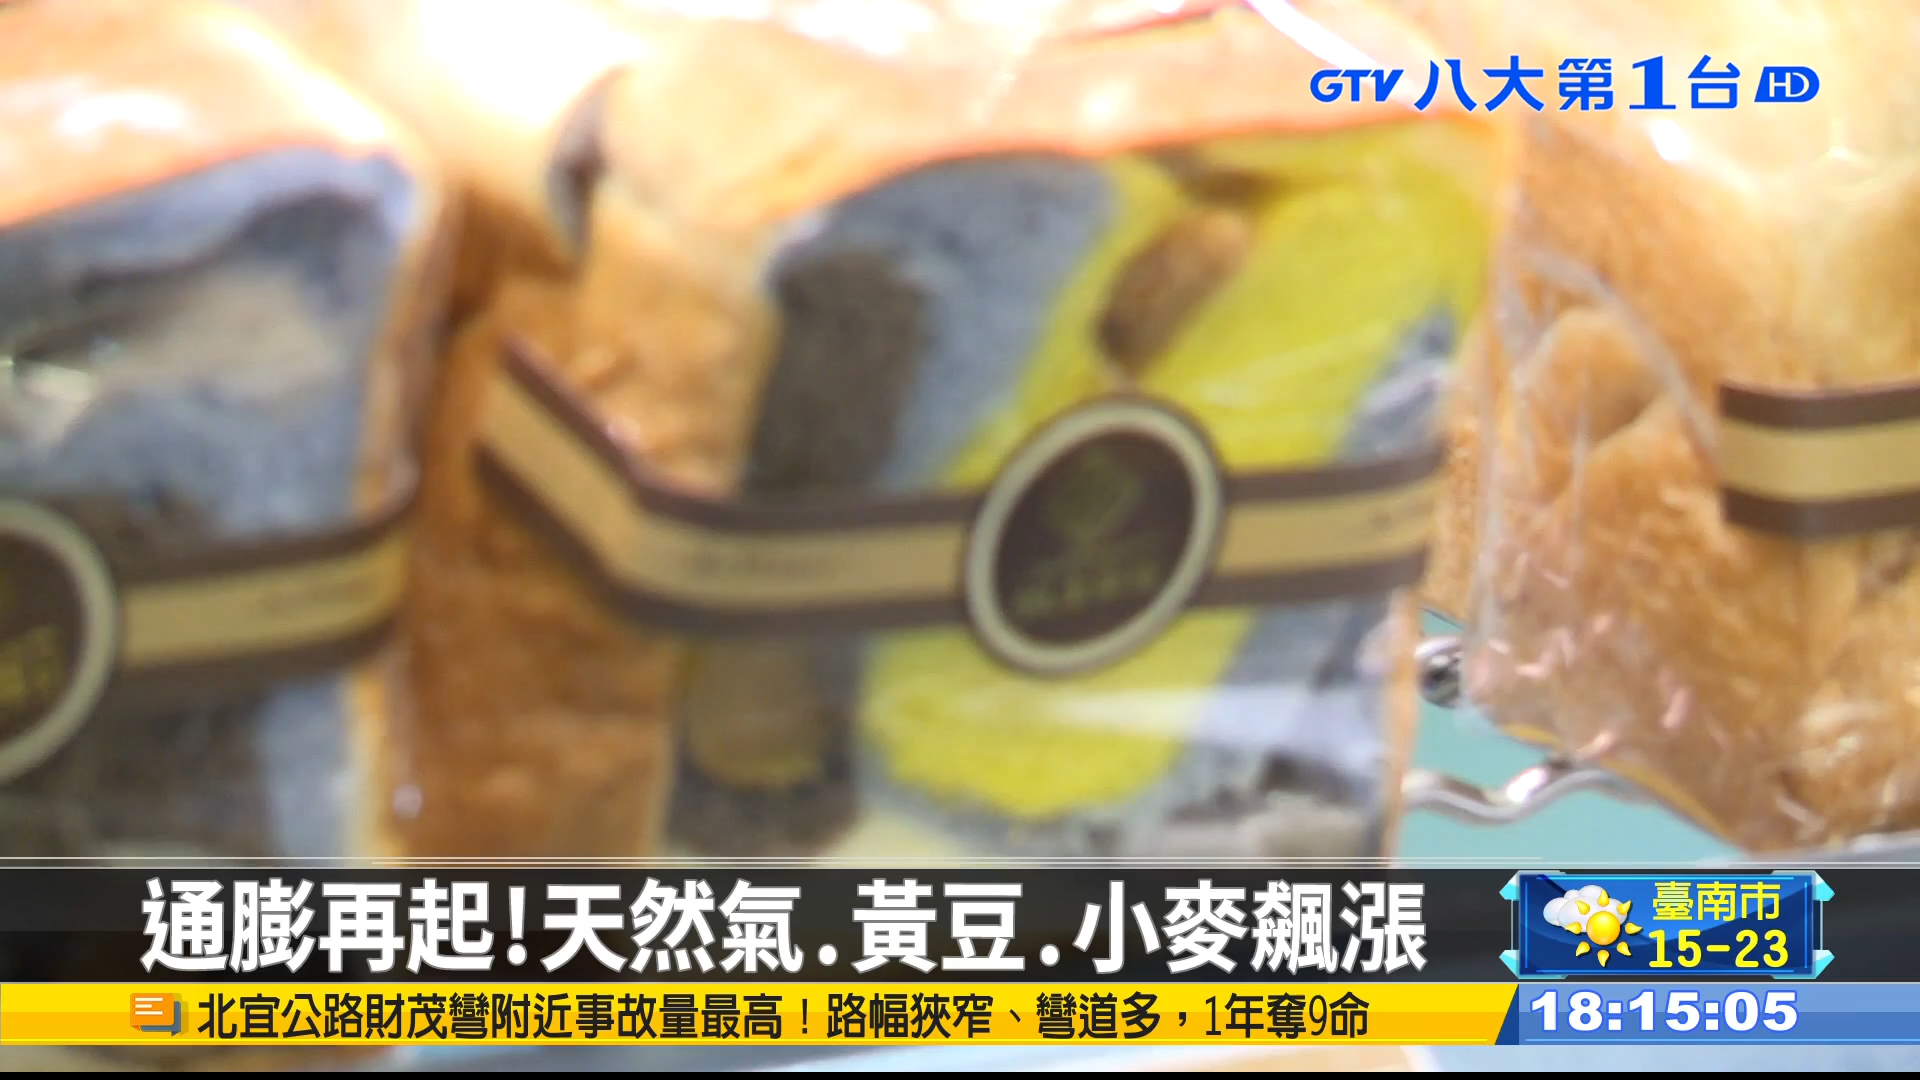 GTV 八大第1台 HD
通膨再起!天然氣.黃豆.小麥飆漲
臺南市
15-23
北宜公路財茂彎附近事故量最高！路幅狹窄、彎道多，1年奪9命
18:15:05